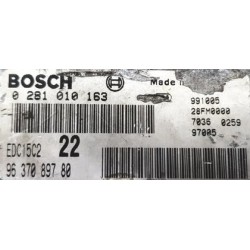 BOSCH
Made i
0 281 010 163
991005
28FM0000
7036 0259
97005
EDC15C2 22
96 370 897 80